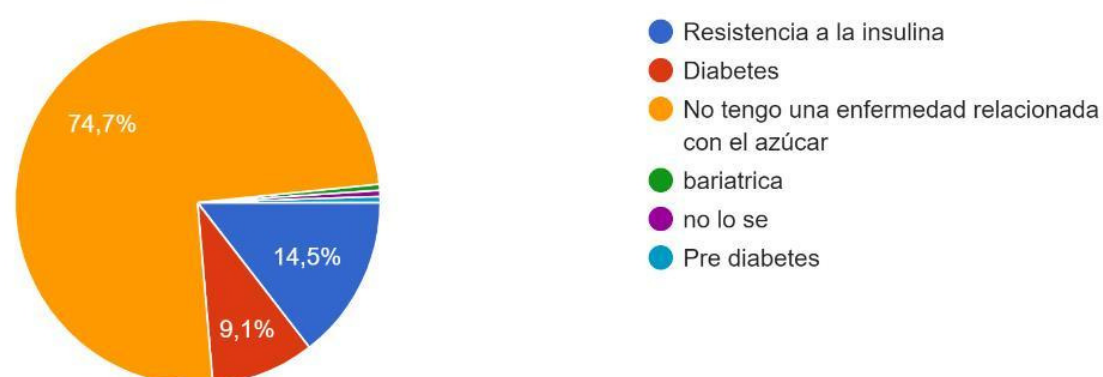 74,7%
14,5%
9,1%
Resistencia a la insulina
Diabetes
No tengo una enfermedad relacionada
con el azúcar
bariatrica
no lo se
Pre diabetes